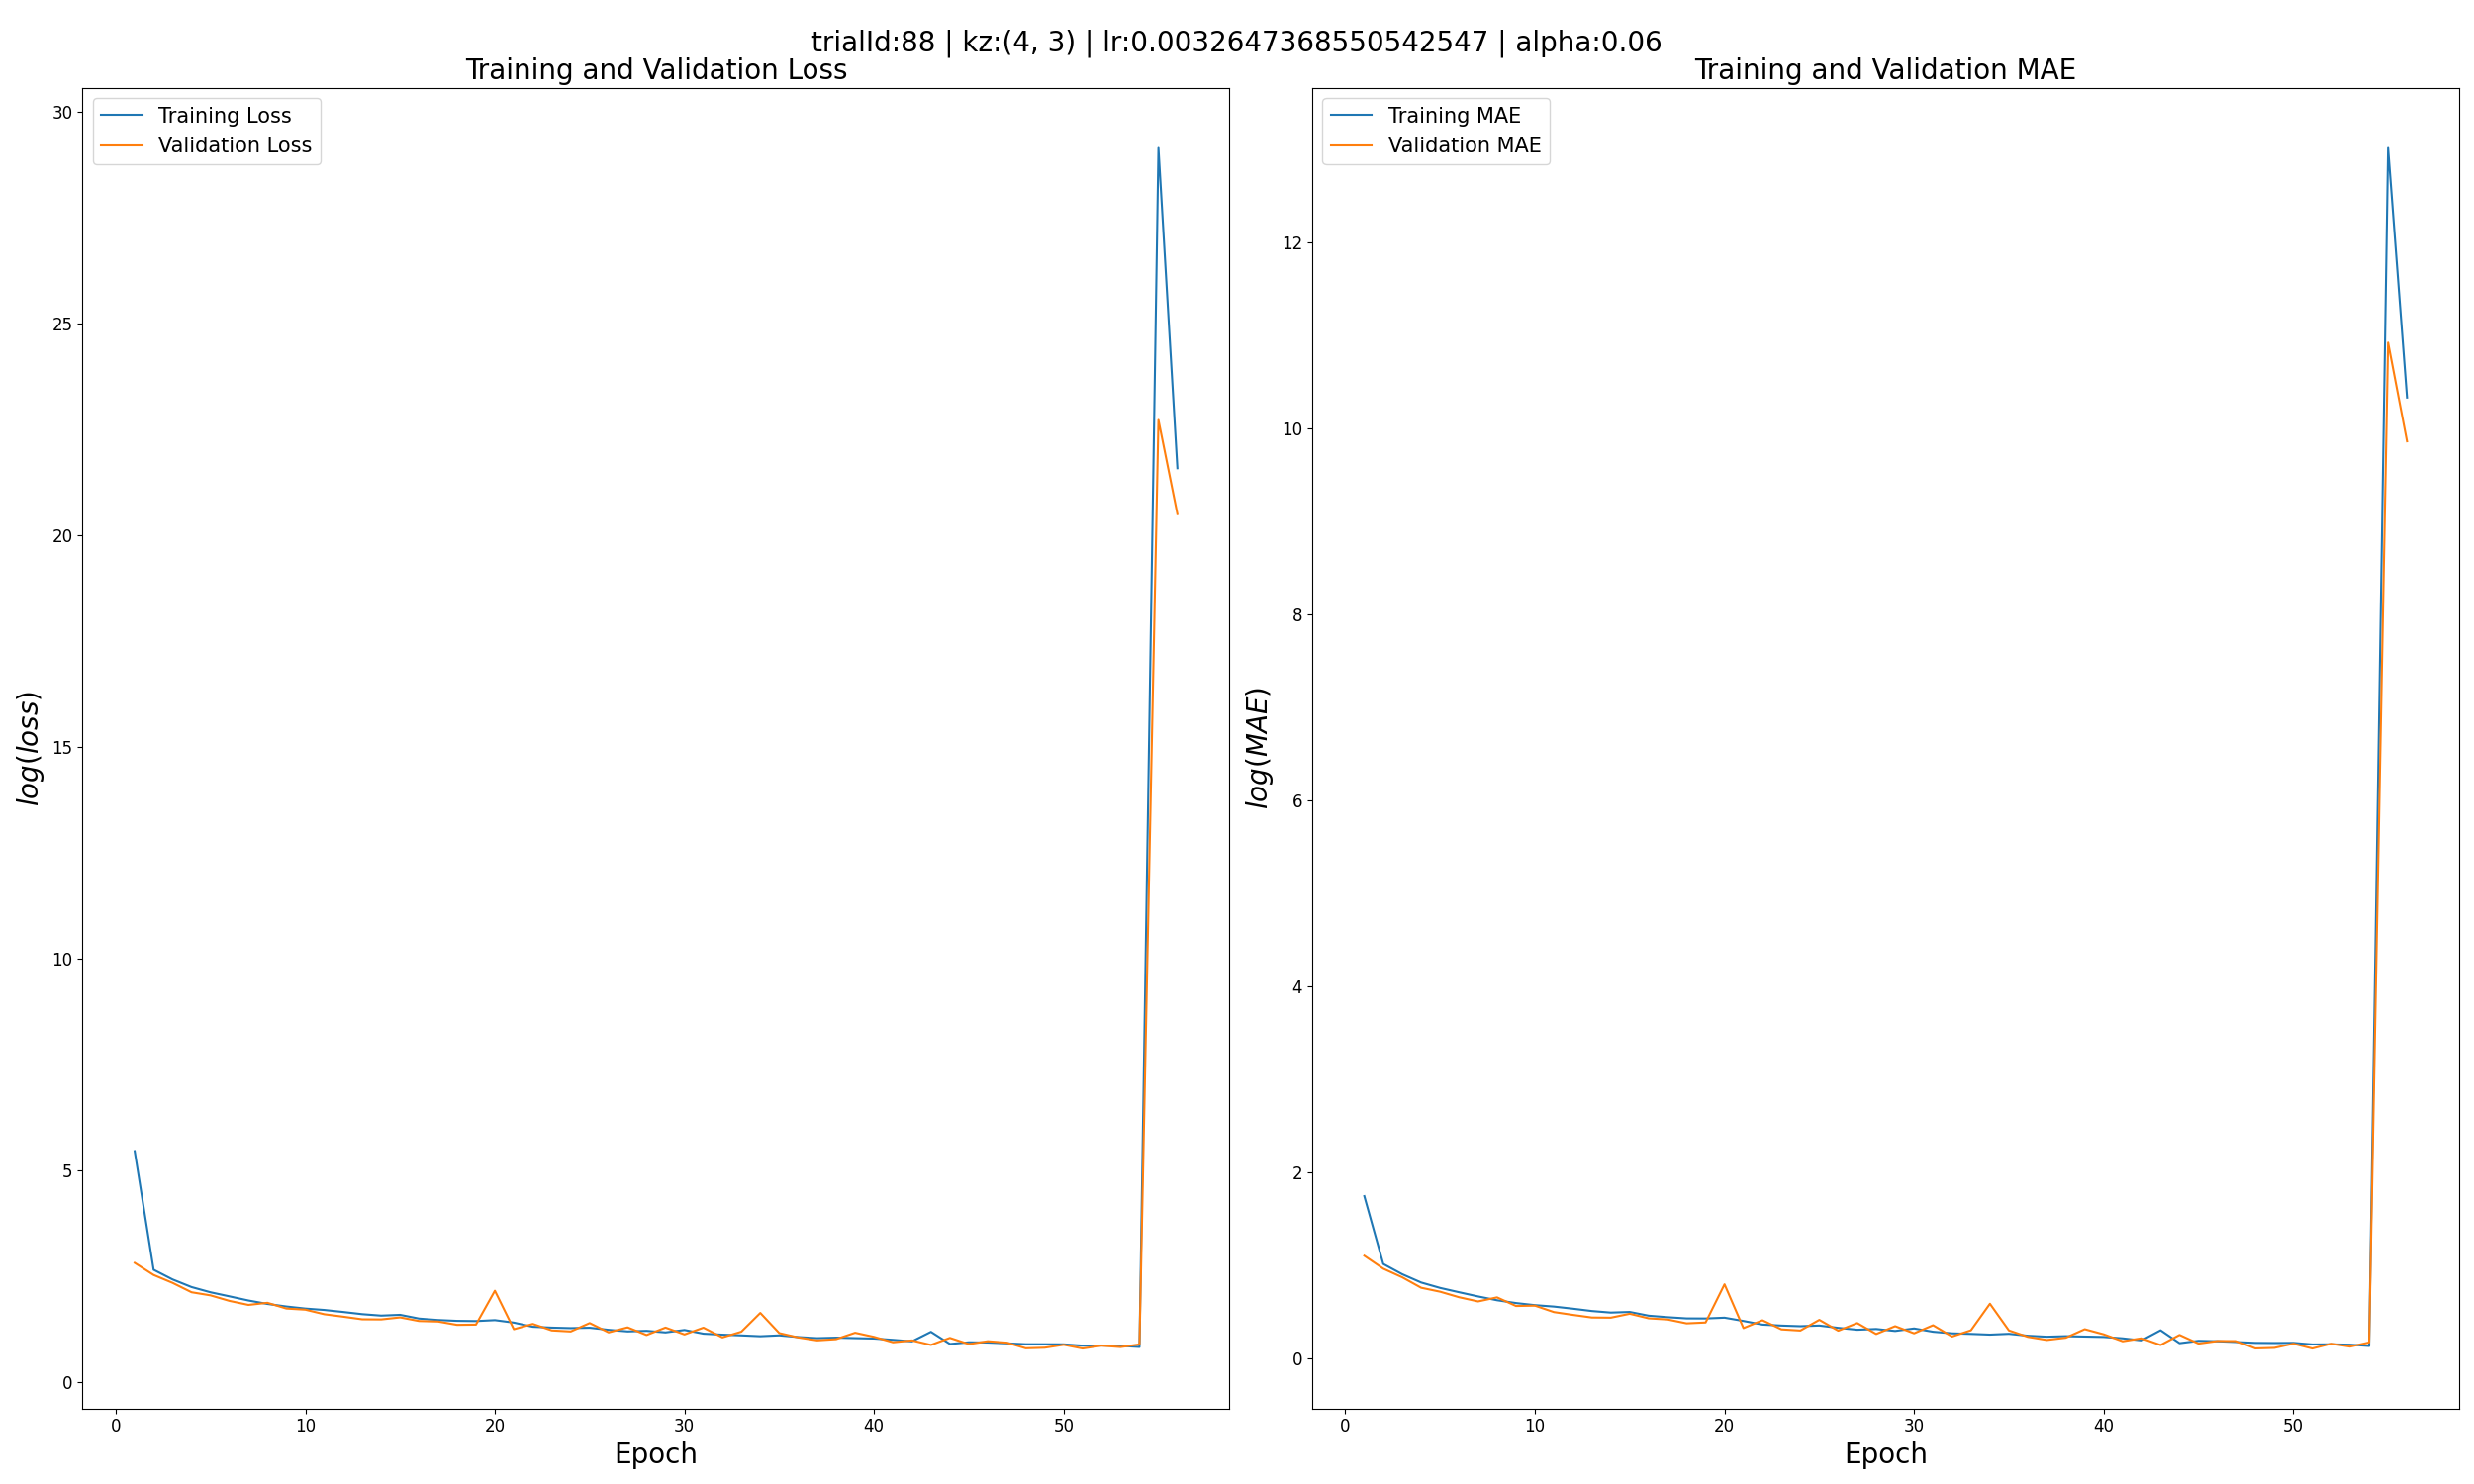 trialId:88 | kz:(4, 3) | lr:0.0032647368550542547 | alpha:0.06
Training and Validation Loss
Training Loss
Validation Loss
30
25
20
15
10
5
0
log(loss)
0 10 20 30 40 50
Epoch
Training and Validation MAE
Training MAE
Validation MAE
12
10
8
6
4
2
0
log(MAE)
0 10 20 30 40 50
Epoch